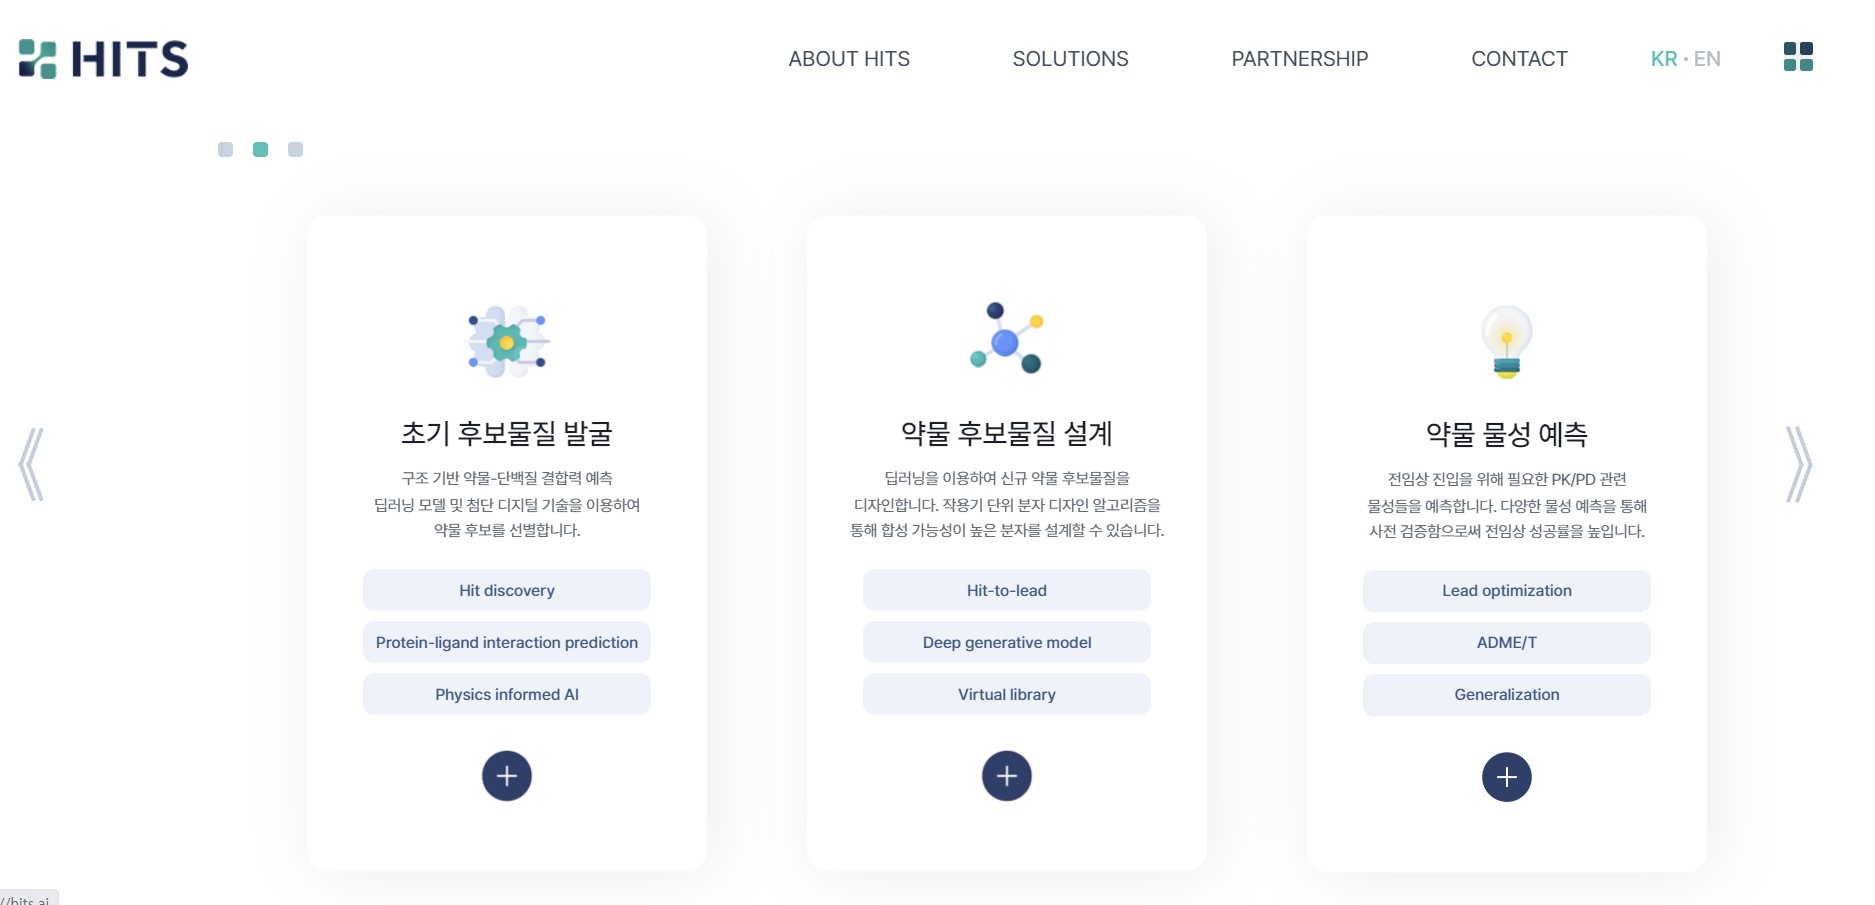 HITS
ABOUT HITS
SOLUTIONS
PARTNERSHIP
CONTACT
KR • EN
초기 후보물질 발굴
구조 기반 약물-단백질 결합력 예측
딥러닝 모델 및 첨단 디지털 기술을 이용하여
약물 후보를 선별합니다.
Hit discovery
Protein-ligand interaction prediction
Physics informed AI
약물 후보물질 설계
딥러닝을 이용하여 신규 약물 후보물질을
디자인합니다. 작용기 단위 분자 디자인 알고리즘을
통해 합성 가능성이 높은 분자를 설계할 수 있습니다.
Hit-to-lead
Deep generative model
Virtual library
약물 물성 예측
전임상 진입을 위해 필요한 PK/PD 관련
물성들을 예측합니다. 다양한 물성 예측을 통해
사전 검증함으로써 전임상 성공률을 높입니다.
Lead optimization
ADME/T
Generalization
//hits.ai